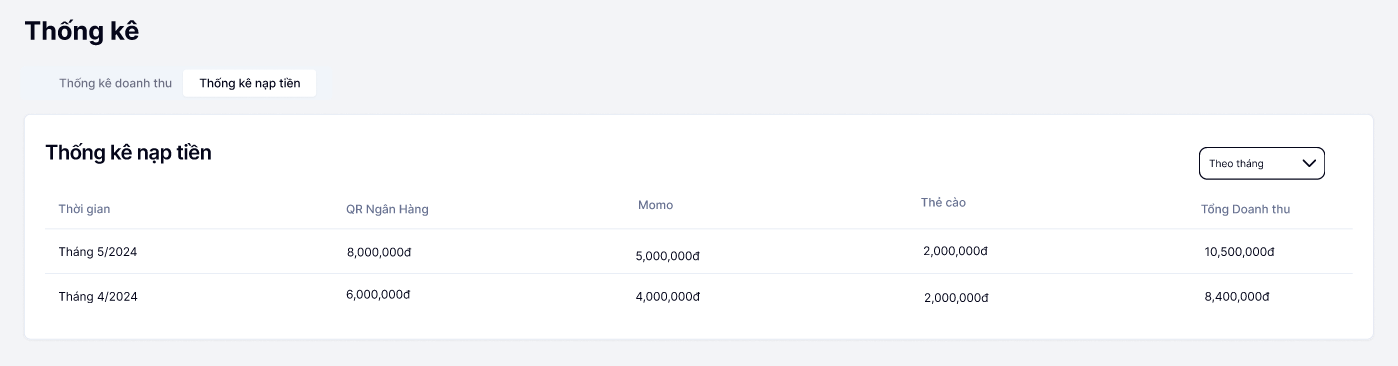 Thống kê
Thống kê doanh thu Thống kê nạp tiền
Thống kê nạp tiền
Theo tháng
Thời gian QR Ngân Hàng Momo Thẻ cào Tổng Doanh thu
Tháng 5/2024 8,000,000đ 5,000,000đ 2,000,000đ 10,500,000đ
Tháng 4/2024 6,000,000đ 4,000,000đ 2,000,000đ 8,400,000đ